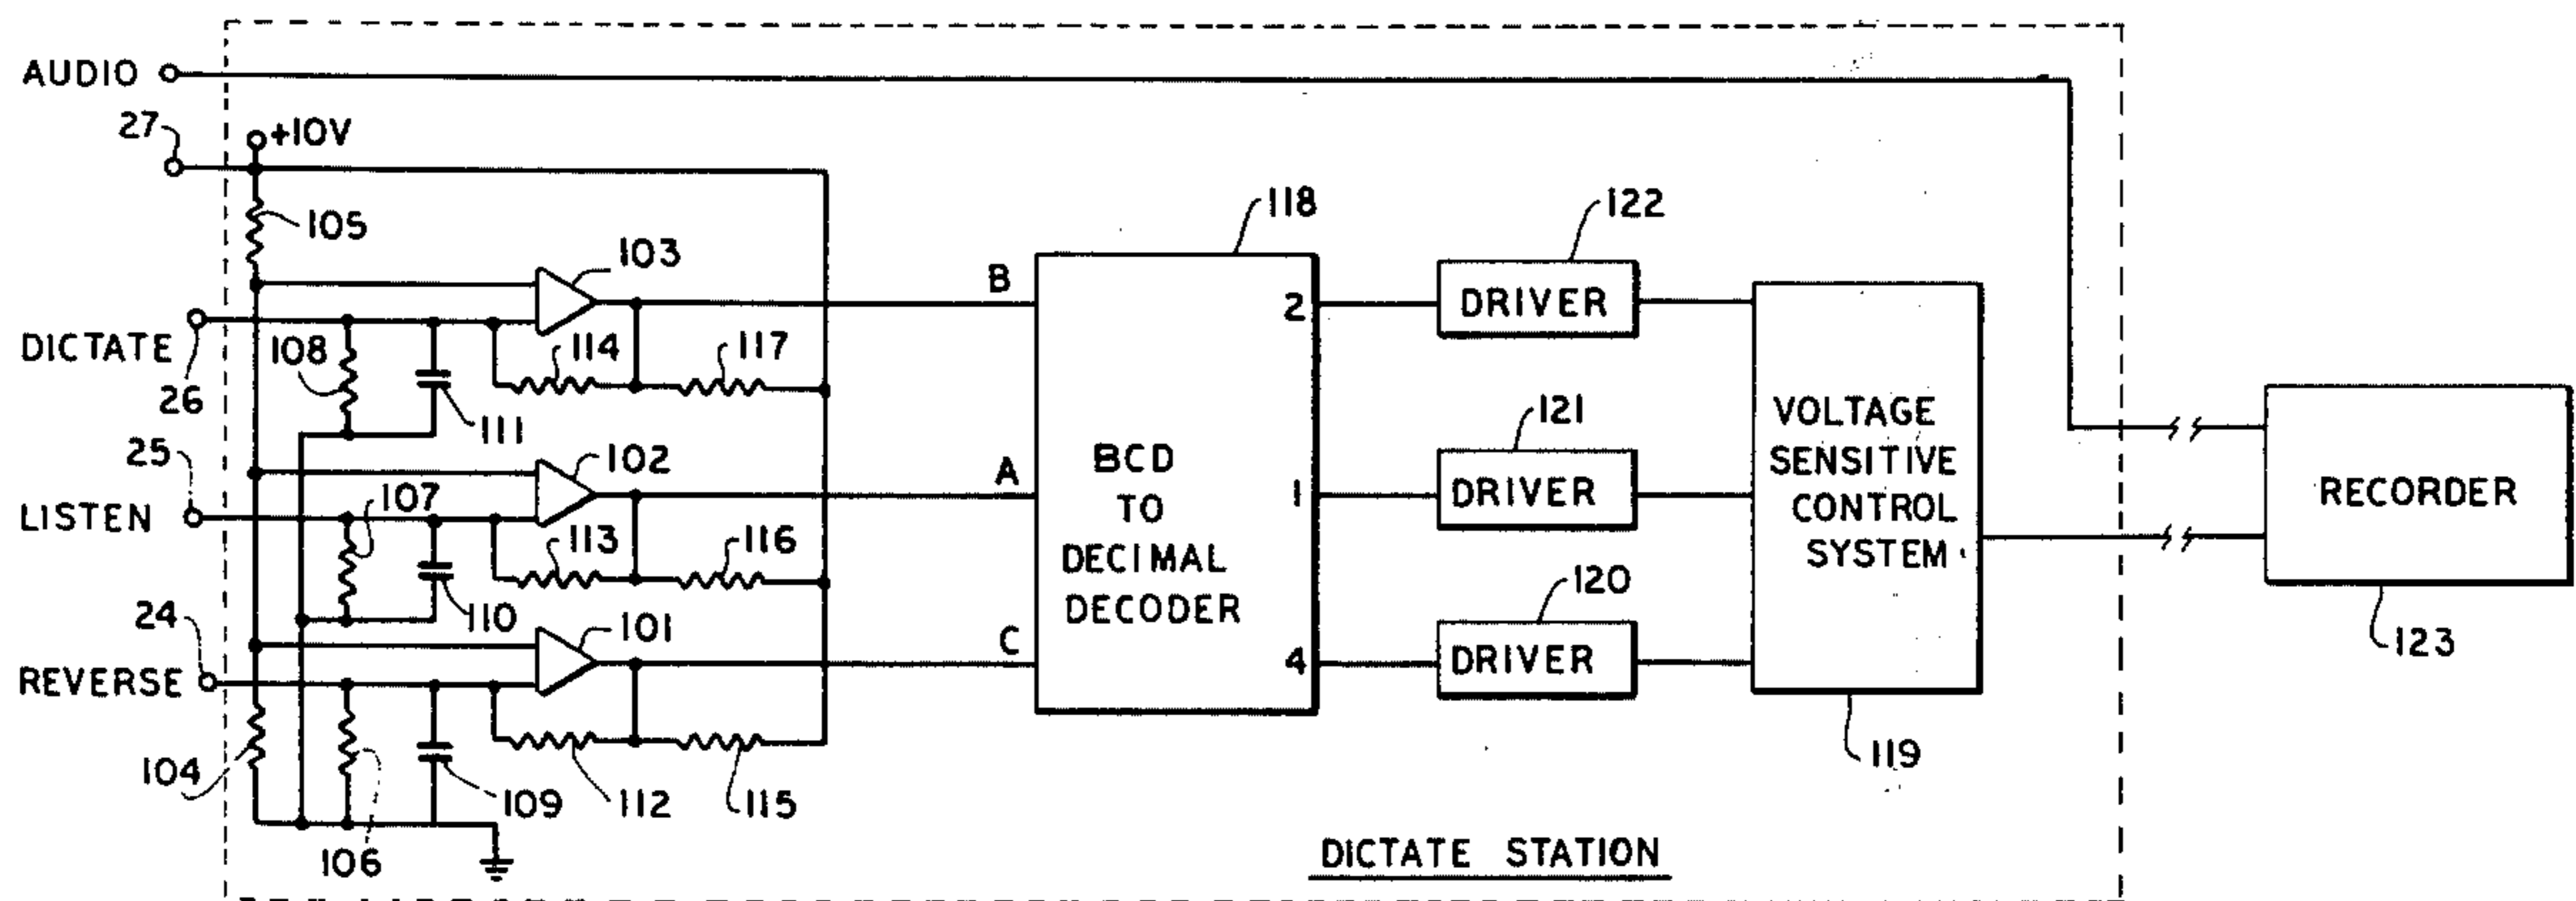 AUDIO
27
+10V
105
103
118
122
B
2
DRIVER
DICTATE
108
114
117
26
111
121
VOLTAGE
SENSITIVE
CONTROL
SYSTEM
25
102
A
BCD
TO
DECIMAL
DECODER
1
DRIVER
RECORDER
LISTEN
107
113
116
110
120
24
101
C
4
DRIVER
123
REVERSE
119
104
109
112
115
106
DICTATE STATION